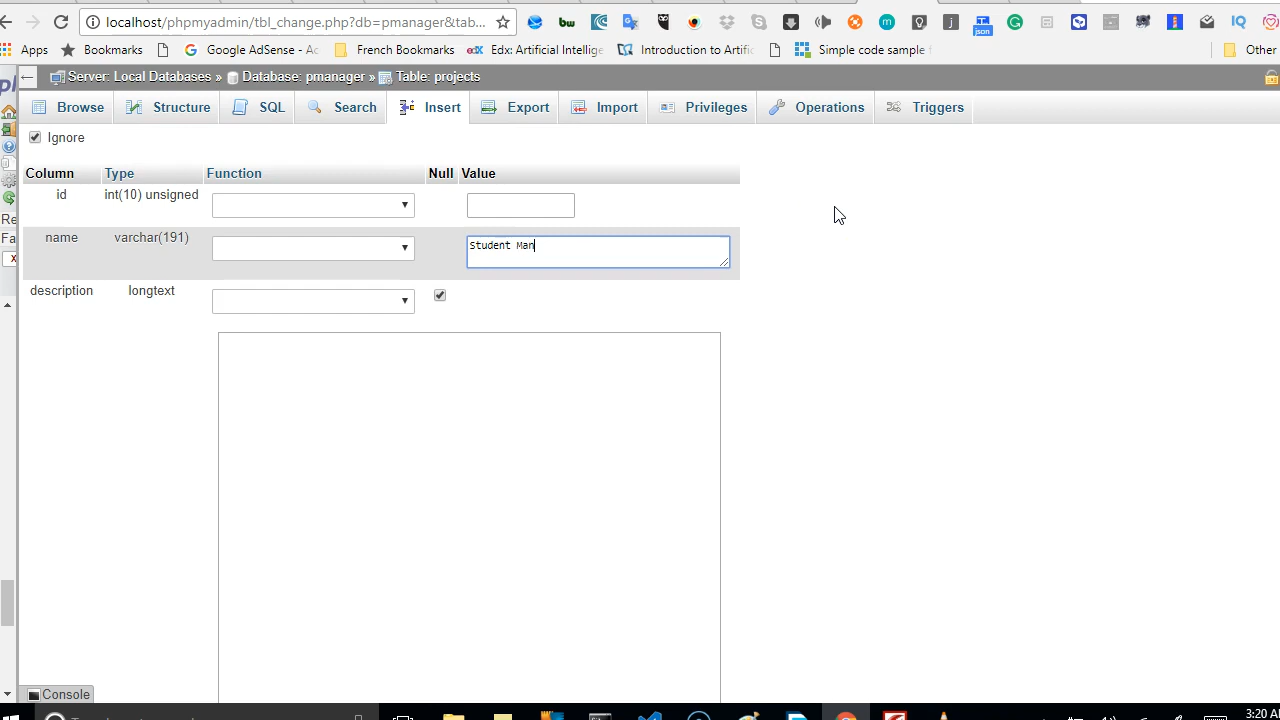 localhost/phpmyadmin/tbl_change.php?db=pmanager&tab...
Apps Bookmarks Google AdSense - Ac French Bookmarks Edx: Artificial Intellige Introduction to Artific Simple code sample f Other
Server: Local Databases » Database: pmanager » Table: projects
Browse Structure SQL Search Insert Export Import Privileges Operations Triggers
Ignore
Column Type Function Null Value
id int(10) unsigned
name varchar(191) Student Man
description longtext
Console
3:20 AM